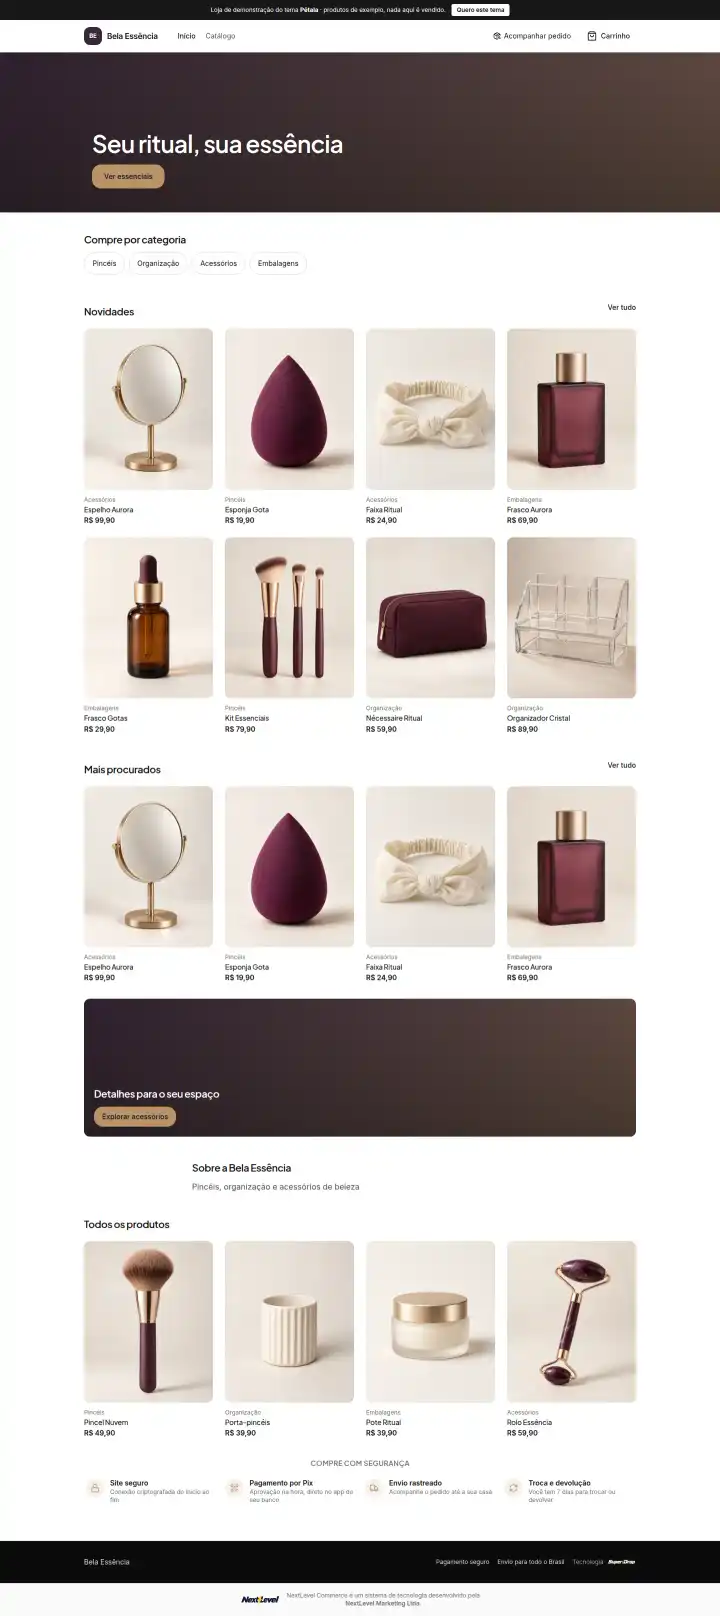 Loja de demonstração do tema Pétala - produtos de exemplo, nada aqui é vendido. Quero este tema
BE Bela Essência Início Catálogo Acompanhar pedido Carrinho
Seu ritual, sua essência
Ver essenciais
Compre por categoria
Pincéis Organização Acessórios Embalagens
Novidades Ver tudo
Acessórios Pincéis Acessórios Embalagens
Espelho Aurora Esponja Gota Faixa Ritual Frasco Aurora
R$ 99,90 R$ 19,90 R$ 24,90 R$ 69,90
Embalagens Pincéis Organização Organização
Frasco Gotas Kit Essenciais Nécessaire Ritual Organizador Cristal
R$ 29,90 R$ 79,90 R$ 59,90 R$ 89,90
Mais procurados Ver tudo
Acessórios Pincéis Acessórios Embalagens
Espelho Aurora Esponja Gota Faixa Ritual Frasco Aurora
R$ 99,90 R$ 19,90 R$ 24,90 R$ 69,90
Detalhes para o seu espaço
Explorar acessórios
Sobre a Bela Essência
Pincéis, organização e acessórios de beleza
Todos os produtos
Pincéis Organização Embalagens Acessórios
Pincel Nuvem Porta-pincéis Pote Ritual Rolo Essência
R$ 49,90 R$ 39,90 R$ 39,90 R$ 59,90
COMPRE COM SEGURANÇA
Site seguro Pagamento por Pix Envio rastreado Troca e devolução
Conexão criptografada do início ao Aprovação na hora, direto no app do Acompanhe o pedido até a sua casa Você tem 7 dias para trocar ou
fim seu banco devolver
Bela Essência Pagamento seguro Envio para todo o Brasil Tecnologia SuperDrop
NextLevel NextLevel Commerce é um sistema de tecnologia desenvolvido pela
NextLevel Marketing Ltda